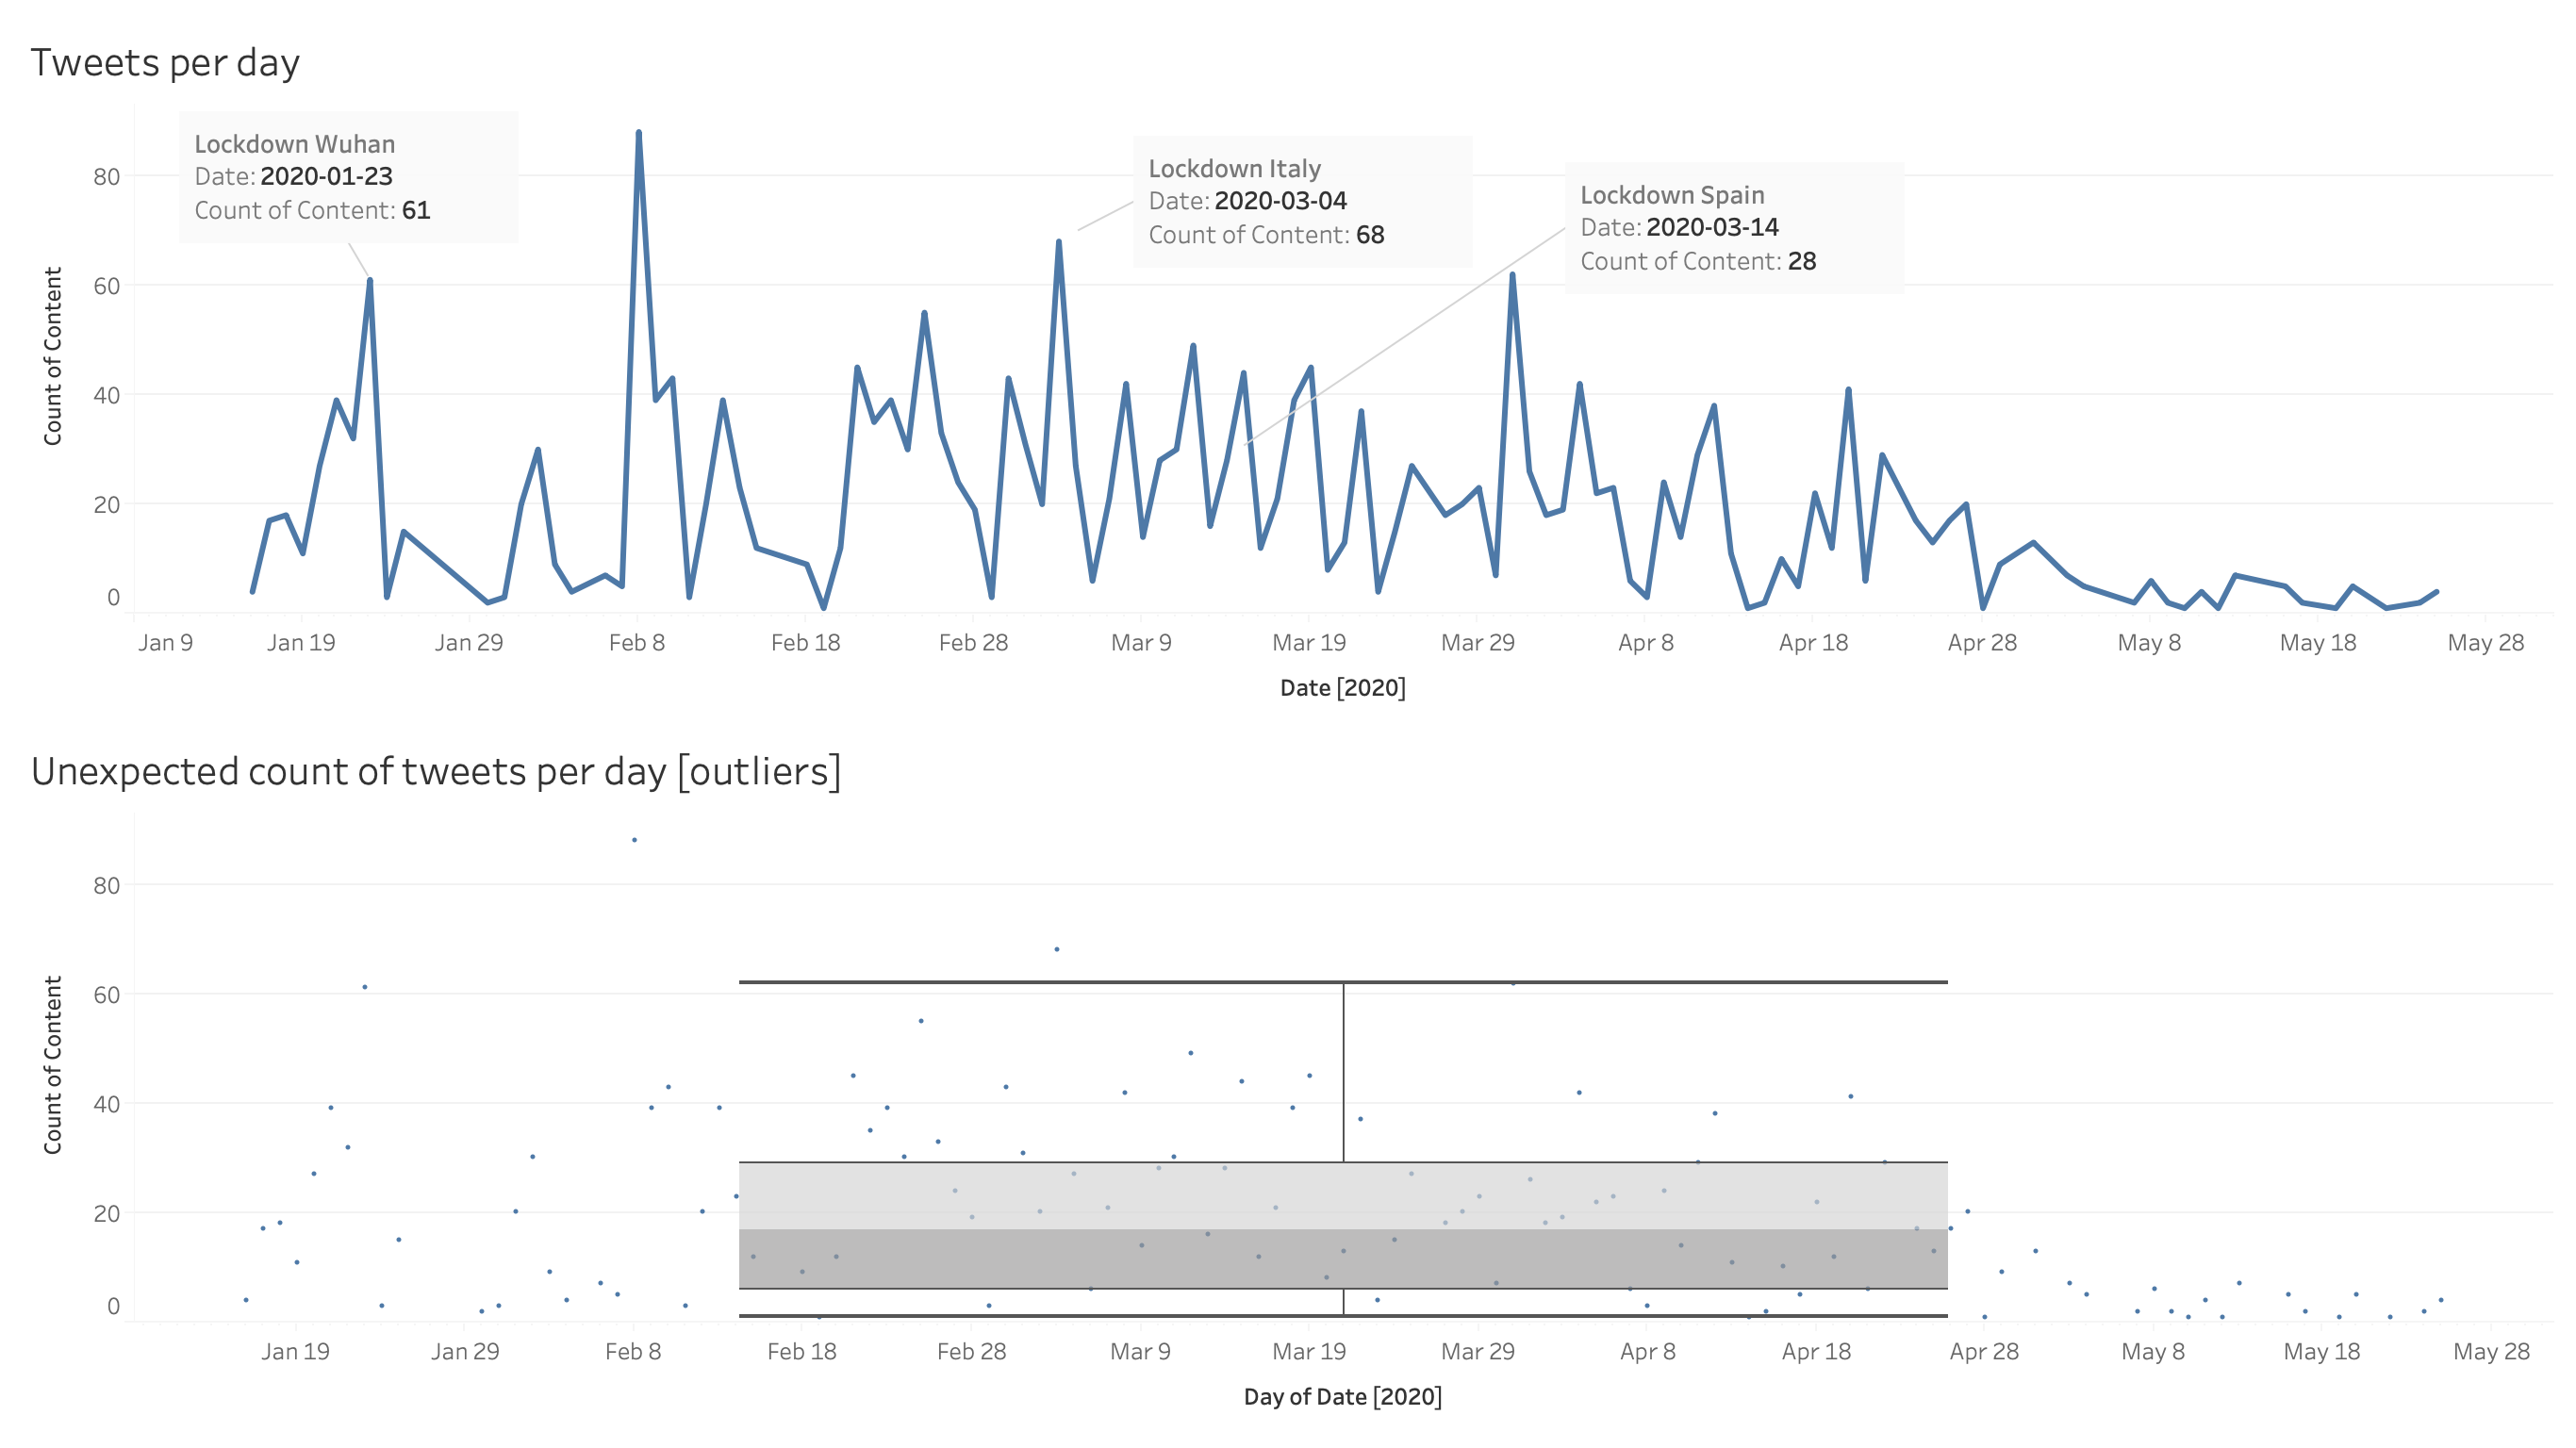 Tweets per day
Lockdown Wuhan
Date: 2020-01-23
Count of Content: 61
Lockdown Italy
Date: 2020-03-04
Count of Content: 68
Lockdown Spain
Date: 2020-03-14
Count of Content: 28
Count of Content
80
60
40
20
0
Jan 9 Jan 19 Jan 29 Feb 8 Feb 18 Feb 28 Mar 9 Mar 19 Mar 29 Apr 8 Apr 18 Apr 28 May 8 May 18 May 28
Date [2020]
Unexpected count of tweets per day [outliers]
Count of Content
80
60
40
20
0
Jan 19 Jan 29 Feb 8 Feb 18 Feb 28 Mar 9 Mar 19 Mar 29 Apr 8 Apr 18 Apr 28 May 8 May 18 May 28
Day of Date [2020]